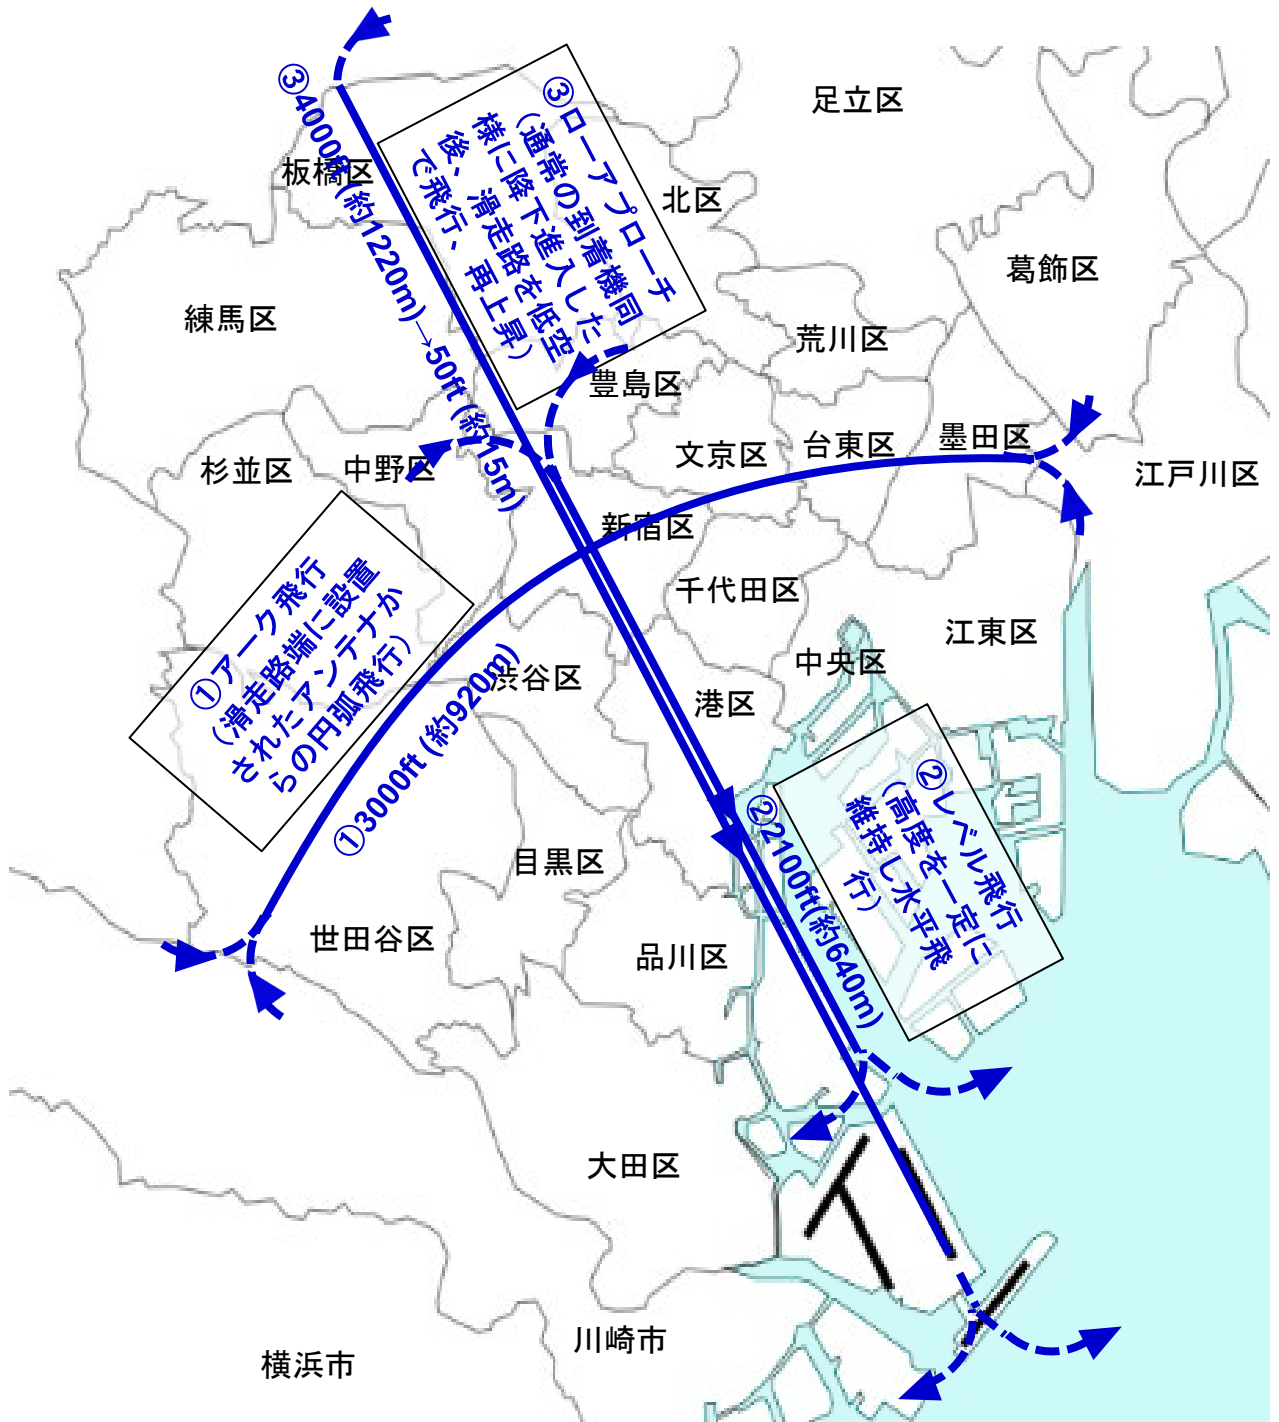 足立区
③4000ft (約1220m)→50ft (約15m)
③ローアプローチ
（通常の到着機同
様に降下進入した
後、滑走路を低空
で飛行、再上昇）
板橋区
北区
葛飾区
練馬区
荒川区
豊島区
文京区
台東区
墨田区
江戸川区
杉並区
中野区
新宿区
千代田区
江東区
①アーク飛行
（滑走路端に設置
されたアンテナか
らの円弧飛行）
①3000ft (約920m)
渋谷区
中央区
港区
②2100ft(約640m)
②レベル飛行
（高度を一定に
維持し水平飛
行）
目黒区
世田谷区
品川区
大田区
川崎市
横浜市